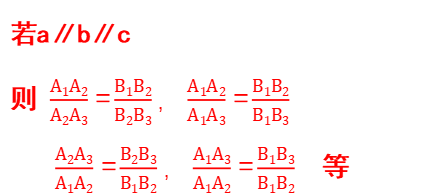 若a∥b∥c
则 A₁A₂/A₂A₃ = B₁B₂/B₂B₃ , A₁A₂/A₁A₃ = B₁B₂/B₁B₃
A₂A₃/A₁A₂ = B₂B₃/B₁B₂ , A₁A₃/A₁A₂ = B₁B₃/B₁B₂ 等